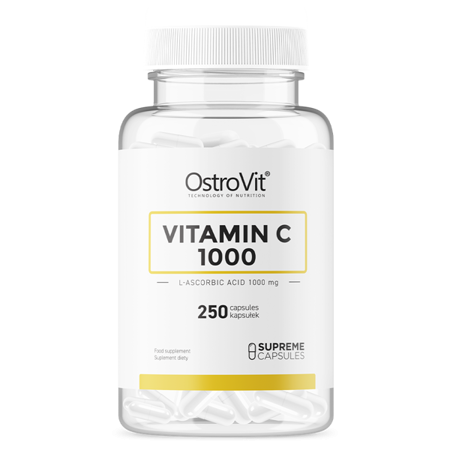 OstroVit®
TECHNOLOGY OF NUTRITION
VITAMIN C
1000
L-ASCORBIC ACID 1000 mg
250 capsules
kapsułek
Food supplement
Suplement diety
SUPREME
CAPSULES